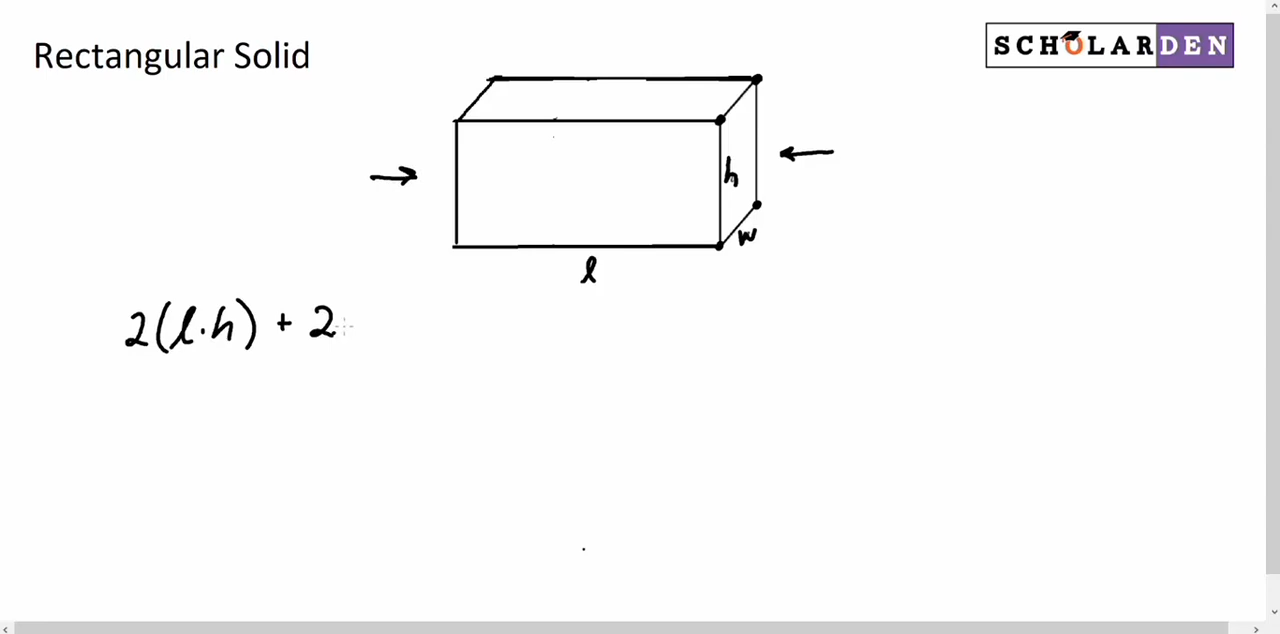 Rectangular Solid
SCHOLARDEN
h
w
l
2(l·h) + 2